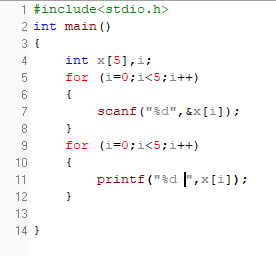 1 #include<stdio.h>
2 int main()
3 {
4     int x[5],i;
5     for (i=0;i<5;i++)
6     {
7         scanf("%d",&x[i]);
8     }
9     for (i=0;i<5;i++)
10     {
11         printf("%d ",x[i]);
12     }
13
14 }